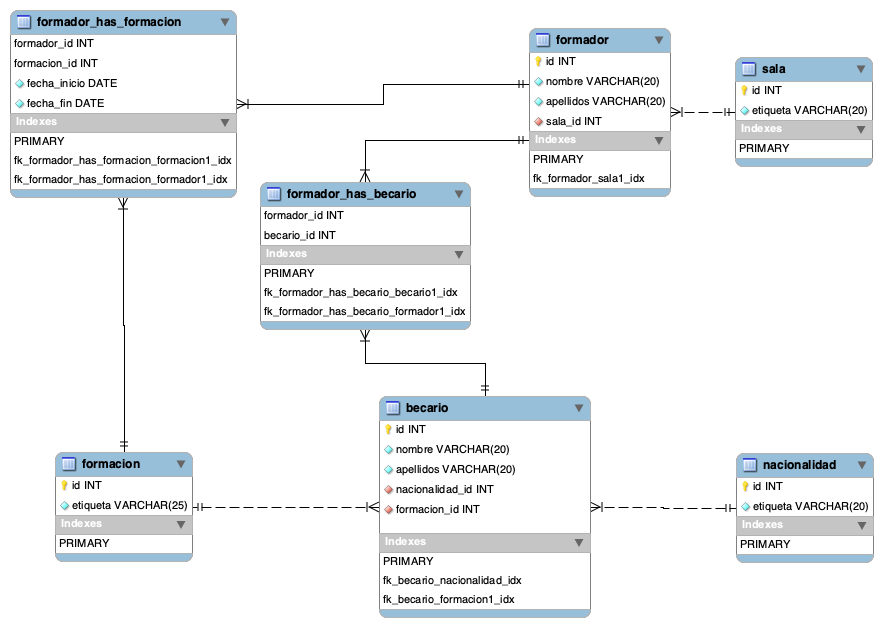 formador_has_formacion
formador_id INT
formacion_id INT
fecha_inicio DATE
fecha_fin DATE
Indexes
PRIMARY
fk_formador_has_formacion_formacion1_idx
fk_formador_has_formacion_formador1_idx
formador
id INT
nombre VARCHAR(20)
apellidos VARCHAR(20)
sala_id INT
Indexes
PRIMARY
fk_formador_sala1_idx
sala
id INT
etiqueta VARCHAR(20)
Indexes
PRIMARY
formador_has_becario
formador_id INT
becario_id INT
Indexes
PRIMARY
fk_formador_has_becario_becario1_idx
fk_formador_has_becario_formador1_idx
becario
id INT
nombre VARCHAR(20)
apellidos VARCHAR(20)
nacionalidad_id INT
formacion_id INT
Indexes
PRIMARY
fk_becario_nacionalidad_idx
fk_becario_formacion1_idx
formacion
id INT
etiqueta VARCHAR(25)
Indexes
PRIMARY
nacionalidad
id INT
etiqueta VARCHAR(20)
Indexes
PRIMARY